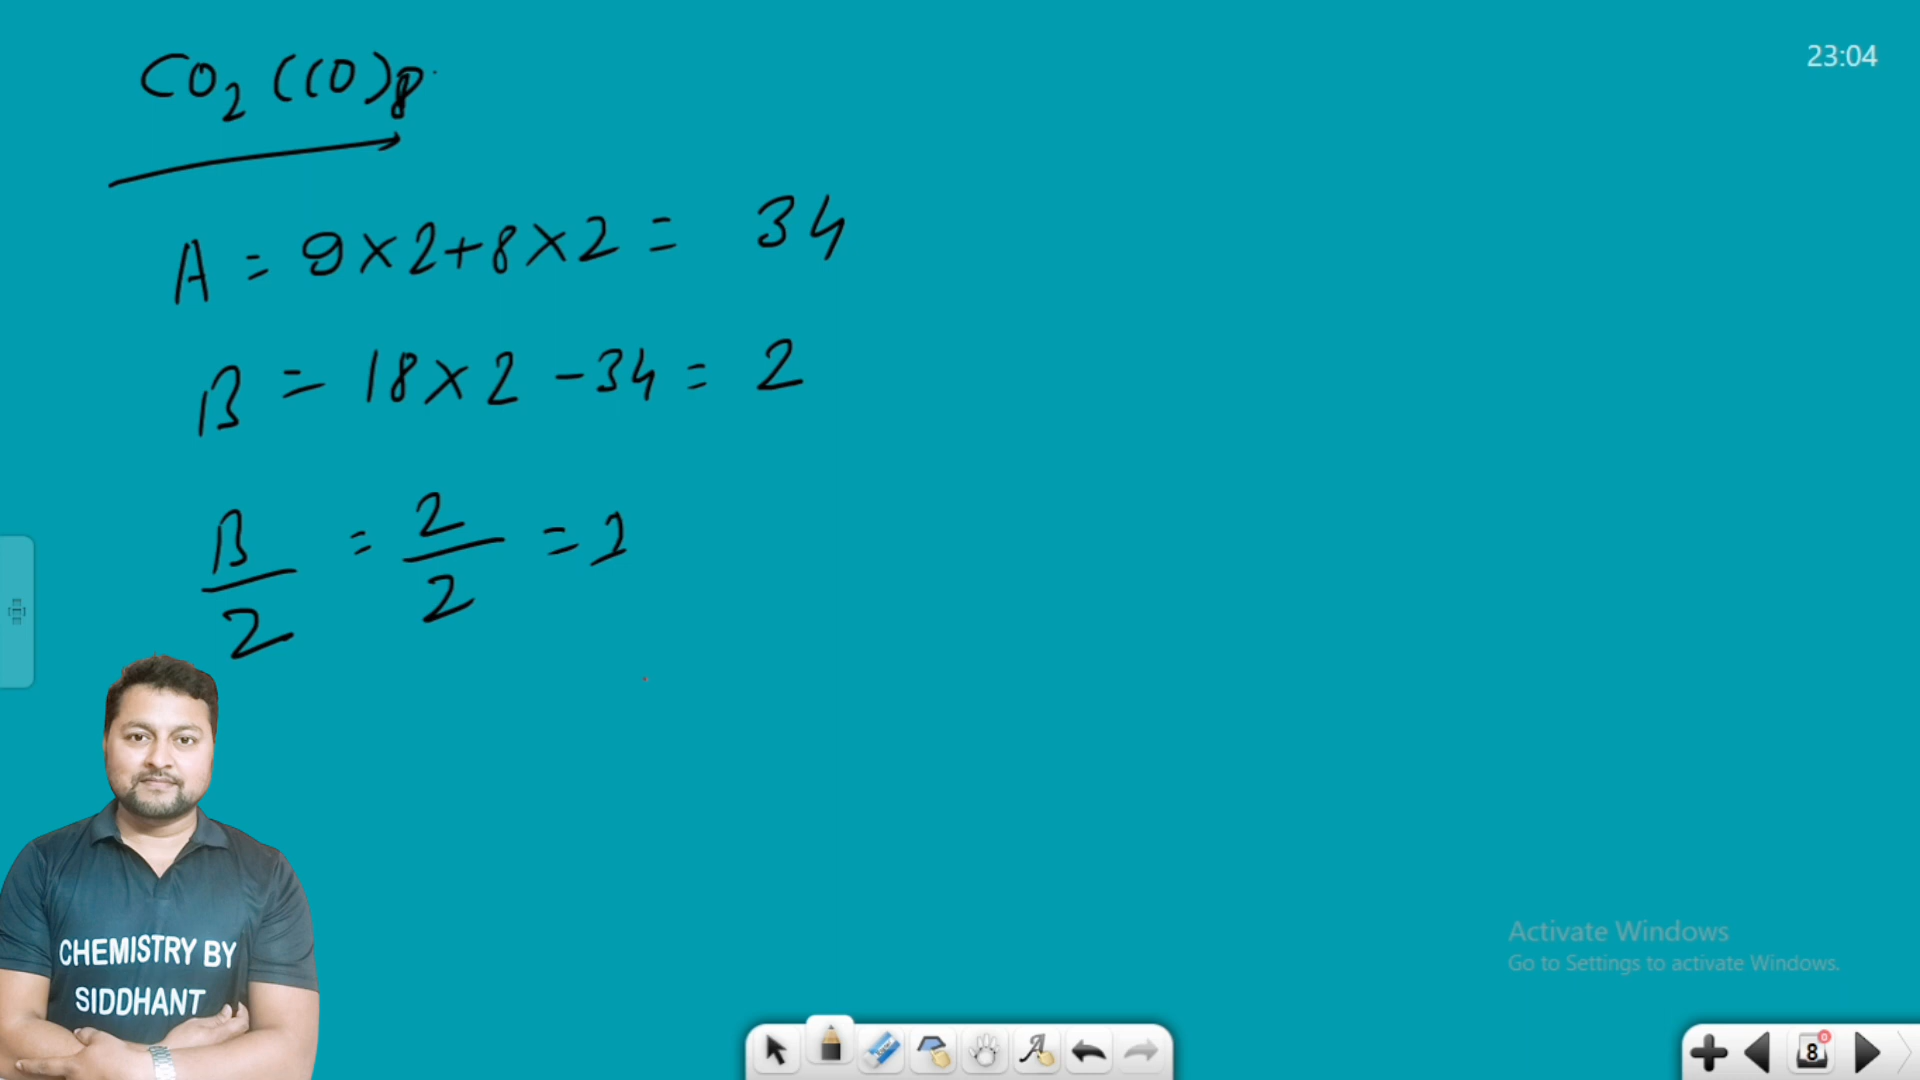 CO2 (CO)8
23:04
A = 9×2+8×2 = 34
B = 18×2 -34 = 2
B/2 = 2/2 = 1
CHEMISTRY BY
SIDDHANT
Activate Windows
Go to Settings to activate Windows.
8
0